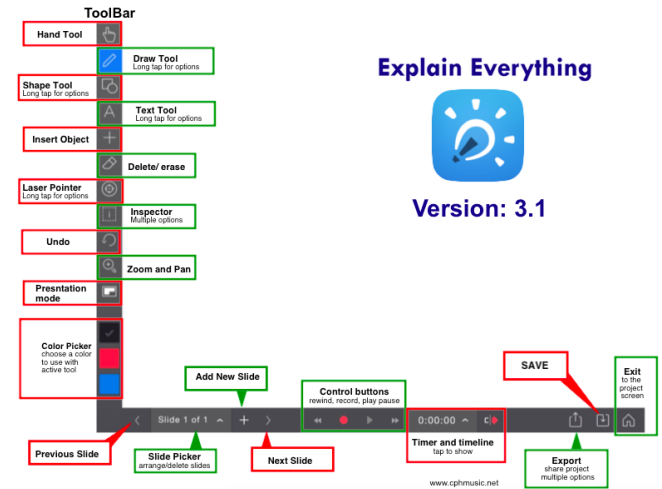 ToolBar
Hand Tool
Draw Tool
Long tap for options
Explain Everything
Shape Tool
Long tap for options
A
Text Tool
Long tap for options
Insert Object
Delete/ erase
Laser Pointer
Long tap for options
Inspector
Multiple options
Version: 3.1
Undo
Zoom and Pan
Presntation
mode
Color Picker
choose a color
to use with
active tool
Add New Slide
Control buttons
rewind, record, play pause
SAVE
Exit
to the
project
screen
Slide 1 of 1
0:00:00
Previous Slide
Slide Picker
arrange/delete slides
Next Slide
Timer and timeline
tap to show
Export
share project
multiple options
www.cphmusic.net